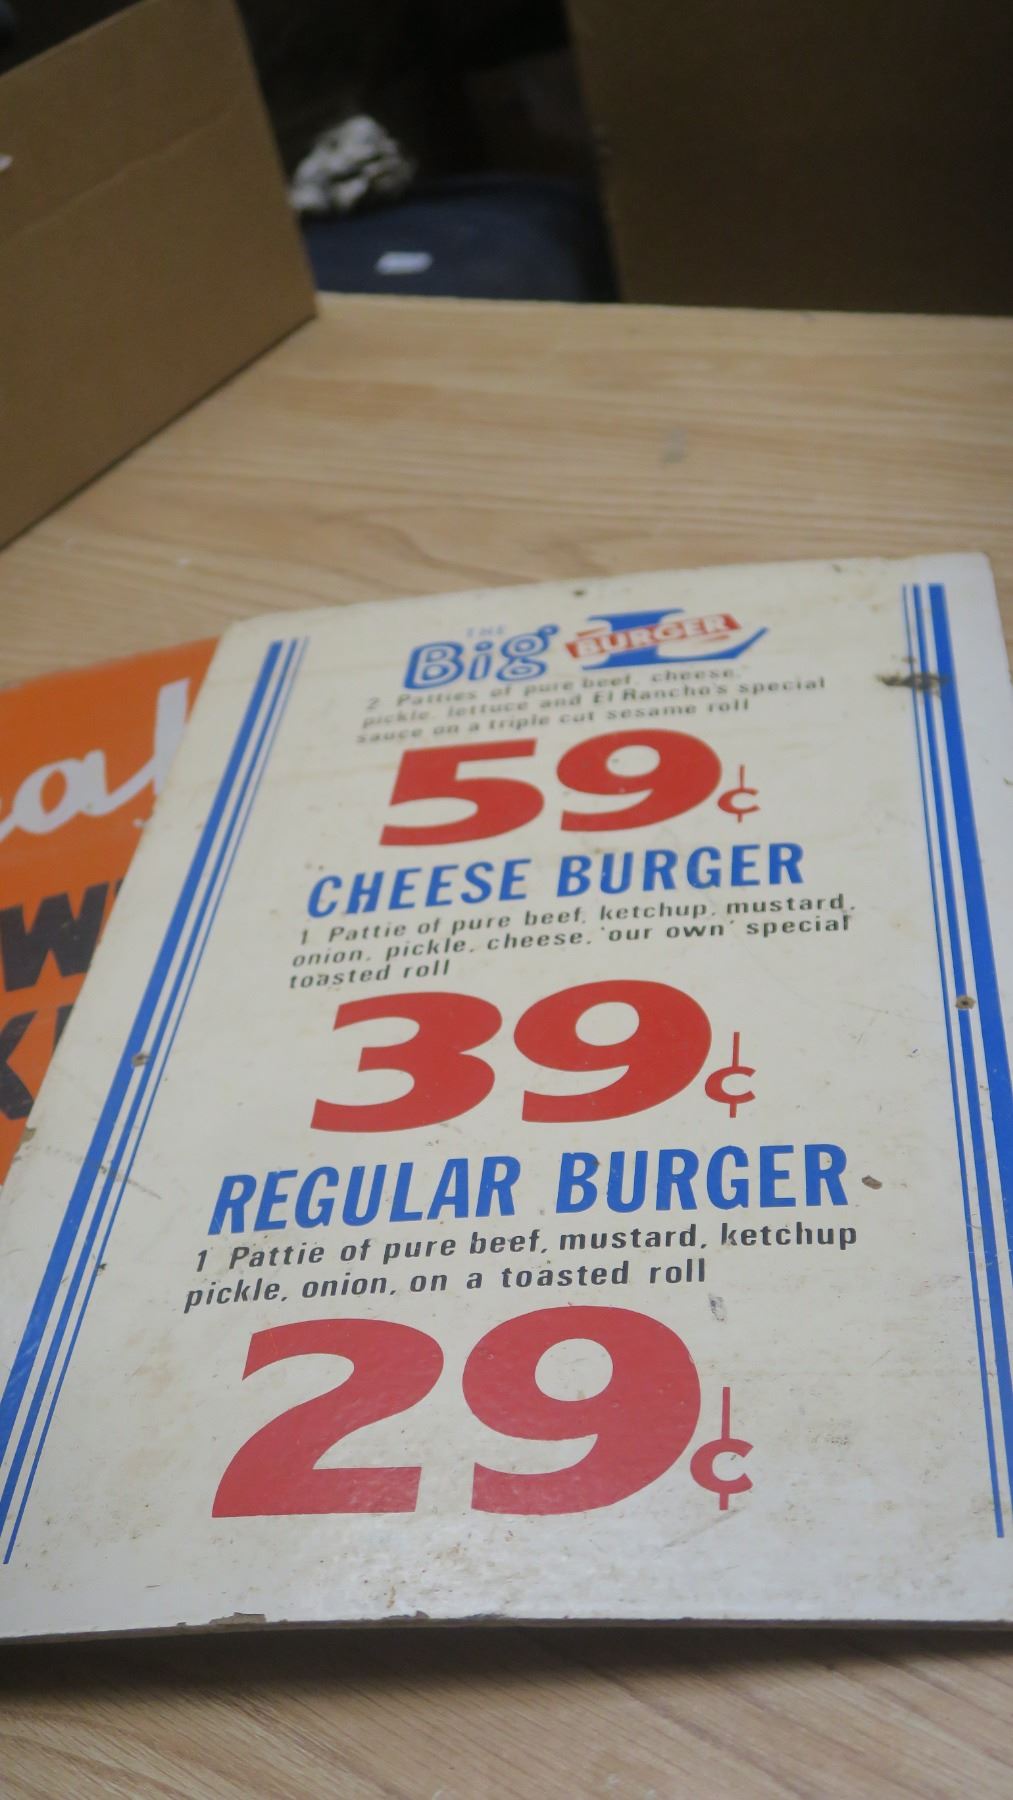 THE
Big L BURGER
2 Patties of pure beef, cheese,
pickle, lettuce and El Rancho's special
sauce on a triple cut sesame roll
59¢
CHEESE BURGER
1 Pattie of pure beef, ketchup, mustard,
onion, pickle, cheese, 'our own' special
toasted roll
39¢
REGULAR BURGER
1 Pattie of pure beef, mustard, ketchup
pickle, onion, on a toasted roll
29¢